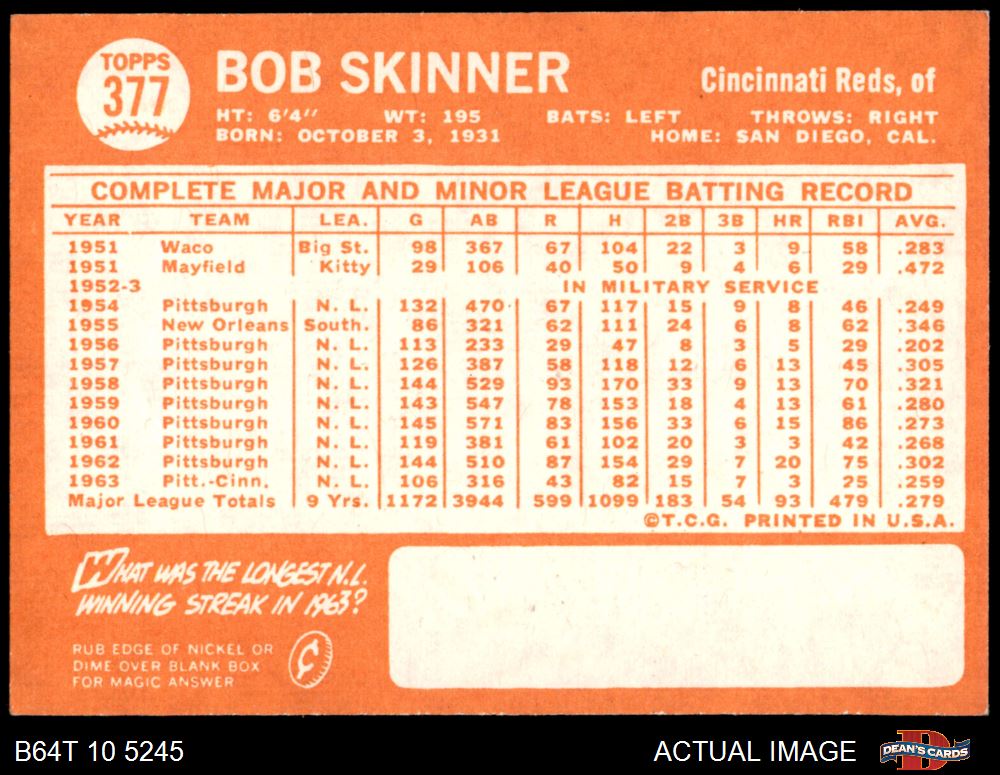 TOPPS
377
BOB SKINNER
Cincinnati Reds, of
HT: 6'4" WT: 195 BATS: LEFT THROWS: RIGHT
BORN: OCTOBER 3, 1931 HOME: SAN DIEGO, CAL.
COMPLETE MAJOR AND MINOR LEAGUE BATTING RECORD
YEAR TEAM LEA. G AB R H 2B 3B HR RBI AVG.
1951 Waco Big St. 98 367 67 104 22 3 9 58 .283
1951 Mayfield Kitty 29 106 40 50 9 4 6 29 .472
1952-3 IN MILITARY SERVICE
1954 Pittsburgh N. L. 132 470 67 117 15 9 8 46 .249
1955 New Orleans South. 86 321 62 111 24 6 8 62 .346
1956 Pittsburgh N. L. 113 233 29 47 8 3 5 29 .202
1957 Pittsburgh N. L. 126 387 58 118 12 6 13 45 .305
1958 Pittsburgh N. L. 144 529 93 170 33 9 13 70 .321
1959 Pittsburgh N. L. 143 547 78 153 18 4 13 61 .280
1960 Pittsburgh N. L. 145 571 83 156 33 6 15 86 .273
1961 Pittsburgh N. L. 119 381 61 102 20 3 3 42 .268
1962 Pittsburgh N. L. 144 510 87 154 29 7 20 75 .302
1963 Pitt.-Cinn. N. L. 106 316 43 82 15 7 3 25 .259
Major League Totals 9 Yrs. 1172 3944 599 1099 183 54 93 479 .279
©T.C.G. PRINTED IN U.S.A.
WHAT WAS THE LONGEST N.L.
WINNING STREAK IN 1963?
RUB EDGE OF NICKEL OR
DIME OVER BLANK BOX
FOR MAGIC ANSWER
B64T 10 5245
ACTUAL IMAGE
DEAN'S CARDS